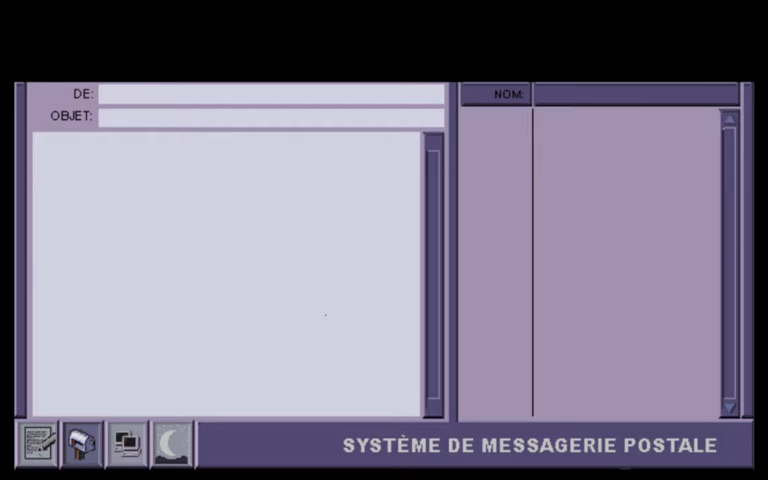 DE:
NOM:
OBJET:
SYSTÈME DE MESSAGERIE POSTALE